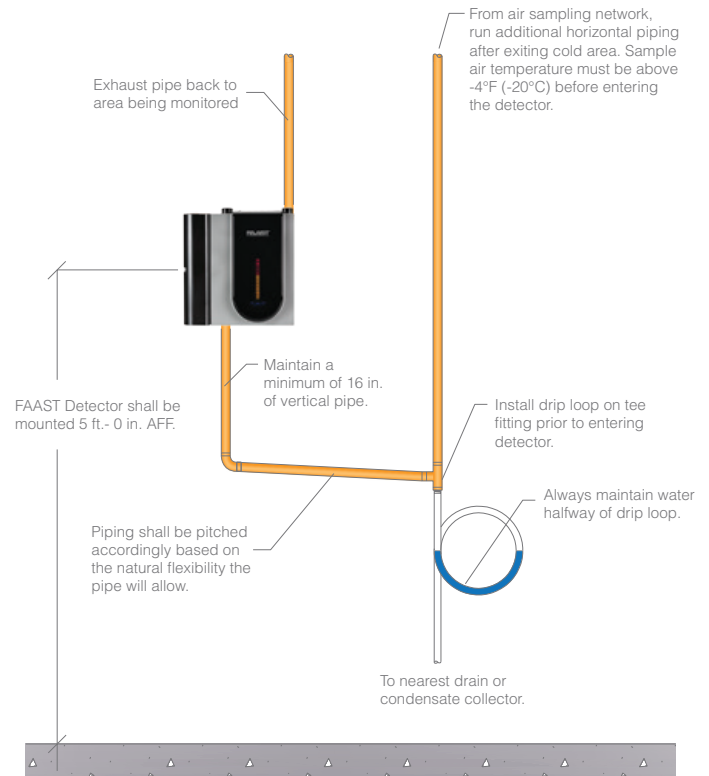 From air sampling network,
run additional horizontal piping
after exiting cold area. Sample
air temperature must be above
-4°F (-20°C) before entering
the detector.
Exhaust pipe back to
area being monitored
Maintain a
minimum of 16 in.
of vertical pipe.
FAAST Detector shall be
mounted 5 ft.- 0 in. AFF.
Install drip loop on tee
fitting prior to entering
detector.
Always maintain water
halfway of drip loop.
Piping shall be pitched
accordingly based on
the natural flexibility the
pipe will allow.
To nearest drain or
condensate collector.